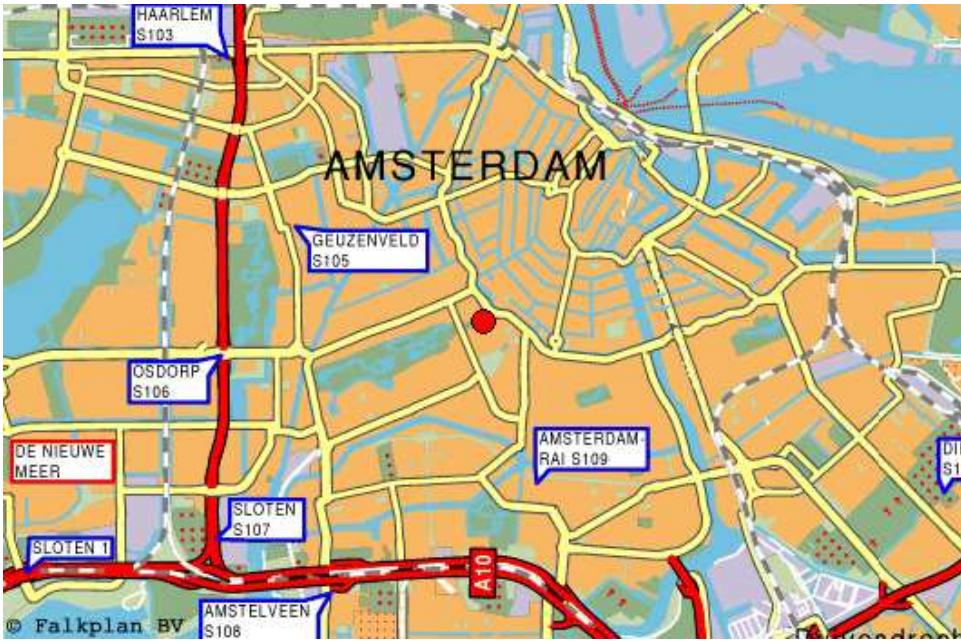 HAARLEM
S103
AMSTERDAM
GEUZENVELD
S105
OSDORP
S106
DE NIEUWE
MEER
AMSTERDAM-
RAI S109
SLOTEN
S107
SLOTEN 1
A10
AMSTELVEEN
S108
© Falkplan BV